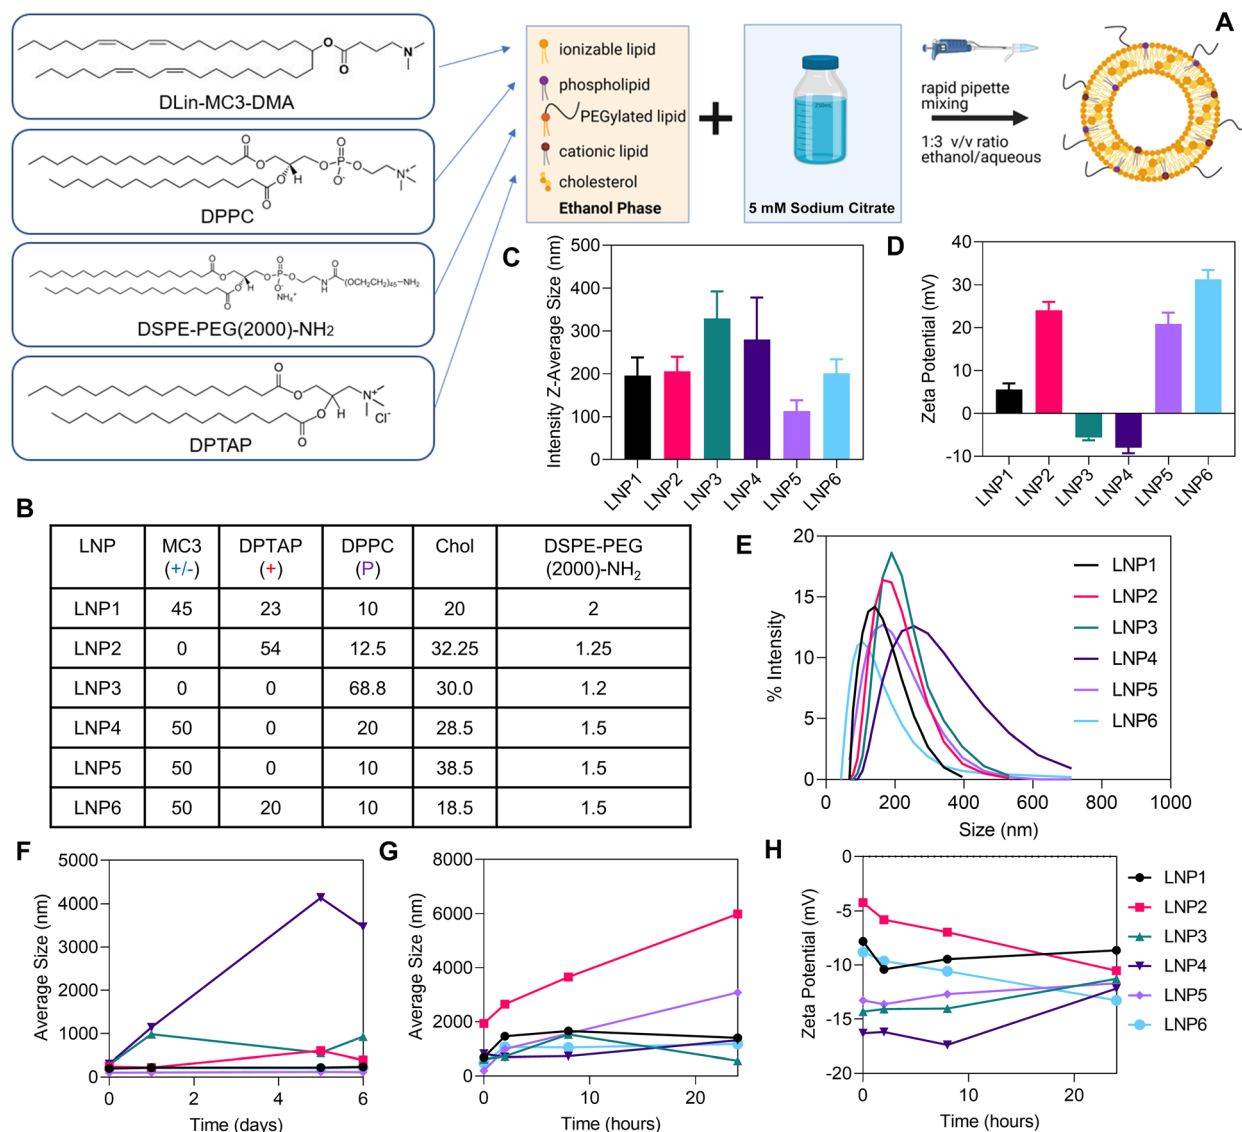 A
DLin-MC3-DMA
DPPC
DSPE-PEG(2000)-NH2
DPTAP
O
O
N
O
O
O
O
H
O
P
O
O-
N+
O
O
O
O
H
O
P
O
O-
NH4+
N
H
O
(OCH2CH2)45-NH2
O
O
O
O
H
N+
Cl-
ionizable lipid
phospholipid
PEGylated lipid
cationic lipid
cholesterol
Ethanol Phase
+
250mL
5 mM Sodium Citrate
rapid pipette
mixing
1:3 v/v ratio
ethanol/aqueous
B
LNP MC3 (+/-) DPTAP (+) DPPC (P) Chol DSPE-PEG (2000)-NH2
LNP1 45 23 10 20 2
LNP2 0 54 12.5 32.25 1.25
LNP3 0 0 68.8 30.0 1.2
LNP4 50 0 20 28.5 1.5
LNP5 50 0 10 38.5 1.5
LNP6 50 20 10 18.5 1.5
C
Intensity Z-Average Size (nm)
500
400
300
200
100
0
LNP1 LNP2 LNP3 LNP4 LNP5 LNP6
D
Zeta Potential (mV)
40
30
20
10
0
-10
LNP1 LNP2 LNP3 LNP4 LNP5 LNP6
E
% Intensity
20
15
10
5
0
0 200 400 600 800 1000
Size (nm)
LNP1
LNP2
LNP3
LNP4
LNP5
LNP6
F
Average Size (nm)
5000
4000
3000
2000
1000
0
0 2 4 6
Time (days)
G
Average Size (nm)
8000
6000
4000
2000
0
0 10 20
Time (hours)
H
Zeta Potential (mV)
0
-5
-10
-15
-20
0 10 20
Time (hours)
LNP1
LNP2
LNP3
LNP4
LNP5
LNP6